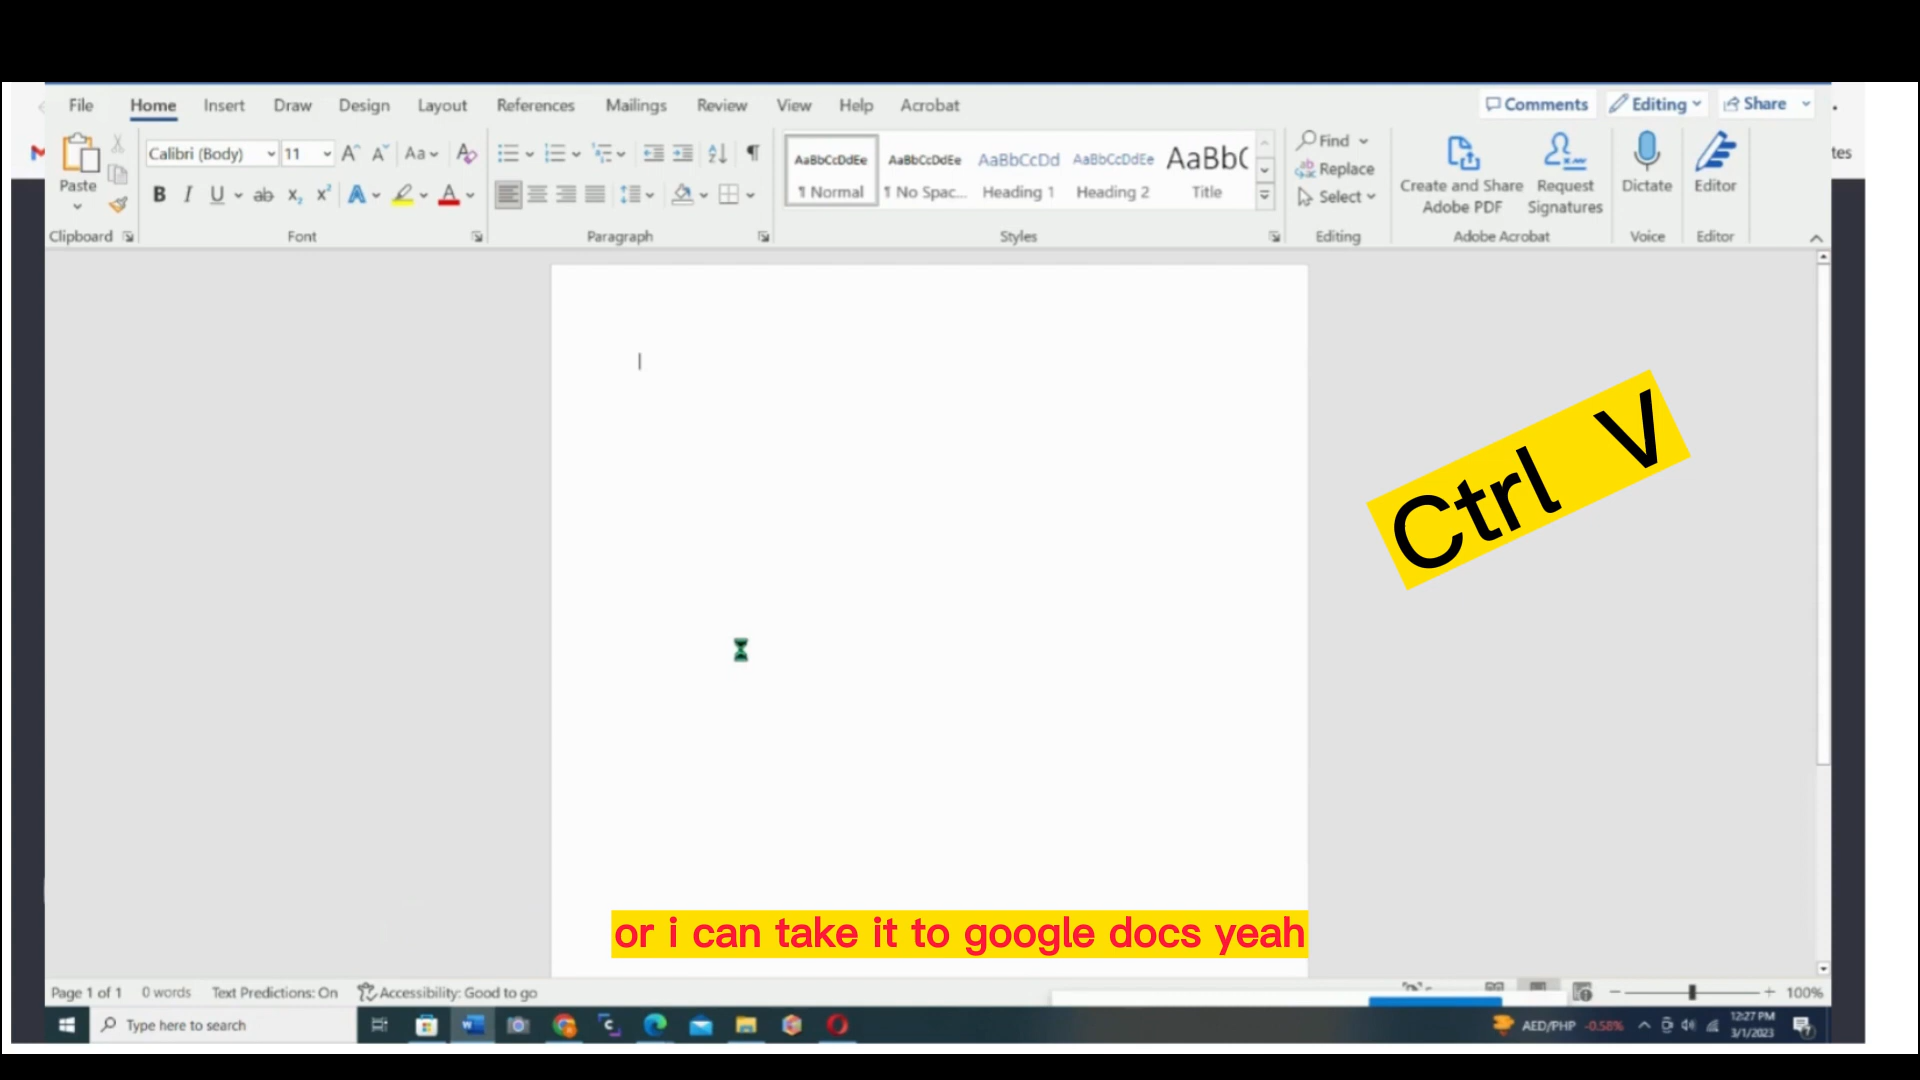 File Home Insert Draw Design Layout References Mailings Review View Help Acrobat Comments Editing Share
Paste
Calibri (Body) 11
AaBbCcDdEe AaBbCcDdEe AaBbCcDd AaBbCcDdEe AaBbC
¶ Normal ¶ No Spac... Heading 1 Heading 2 Title
Find
Replace
Select
Create and Share
Adobe PDF
Request
Signatures
Dictate
Editor
tes
Clipboard Font Paragraph Styles Editing Adobe Acrobat Voice Editor
Ctrl V
or i can take it to google docs yeah
Page 1 of 1 0 words Text Predictions: On Accessibility: Good to go 100%
Type here to search
AED/PHP -0.58%
12:27 PM
3/1/2023